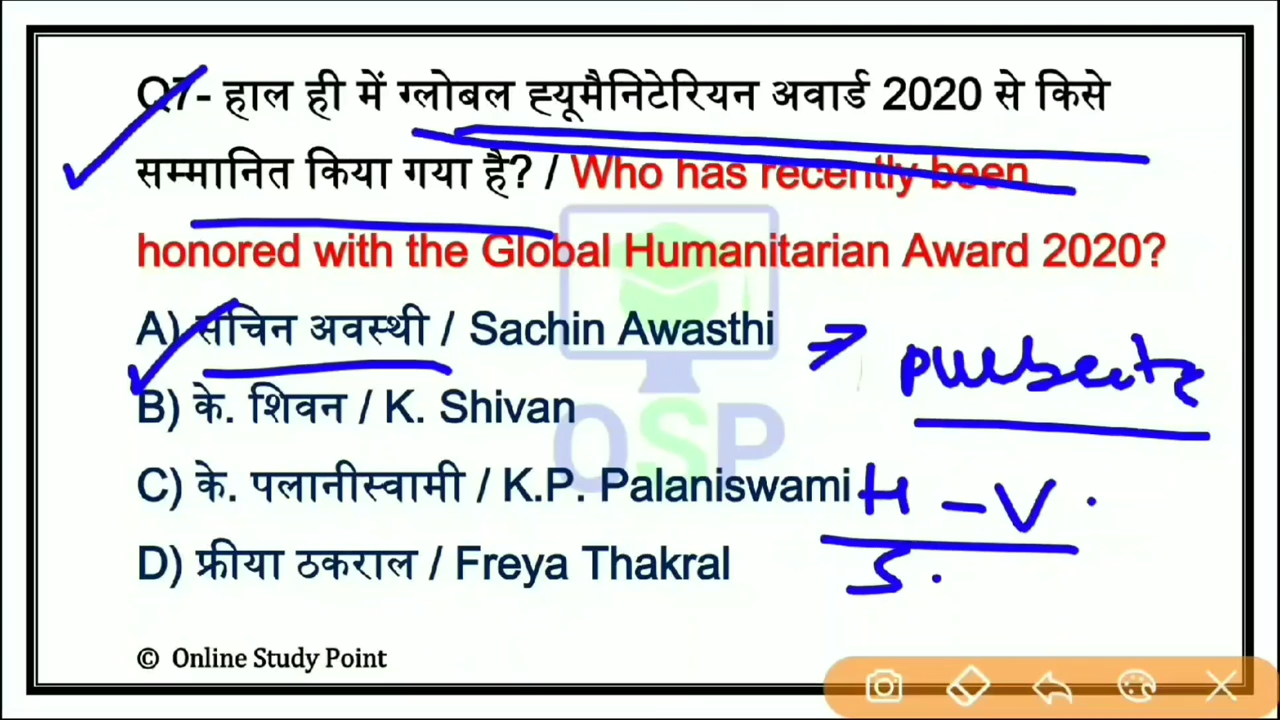 Q7- हाल ही में ग्लोबल ह्यूमैनिटेरियन अवार्ड 2020 से किसे
सम्मानित किया गया है? / Who has recently been
honored with the Global Humanitarian Award 2020?
A) सचिन अवस्थी / Sachin Awasthi
B) के. शिवन / K. Shivan
C) के. पलानीस्वामी / K.P. Palaniswami
H - V.
D) फ्रीया ठकराल / Freya Thakral
S.
OSP
© Online Study Point